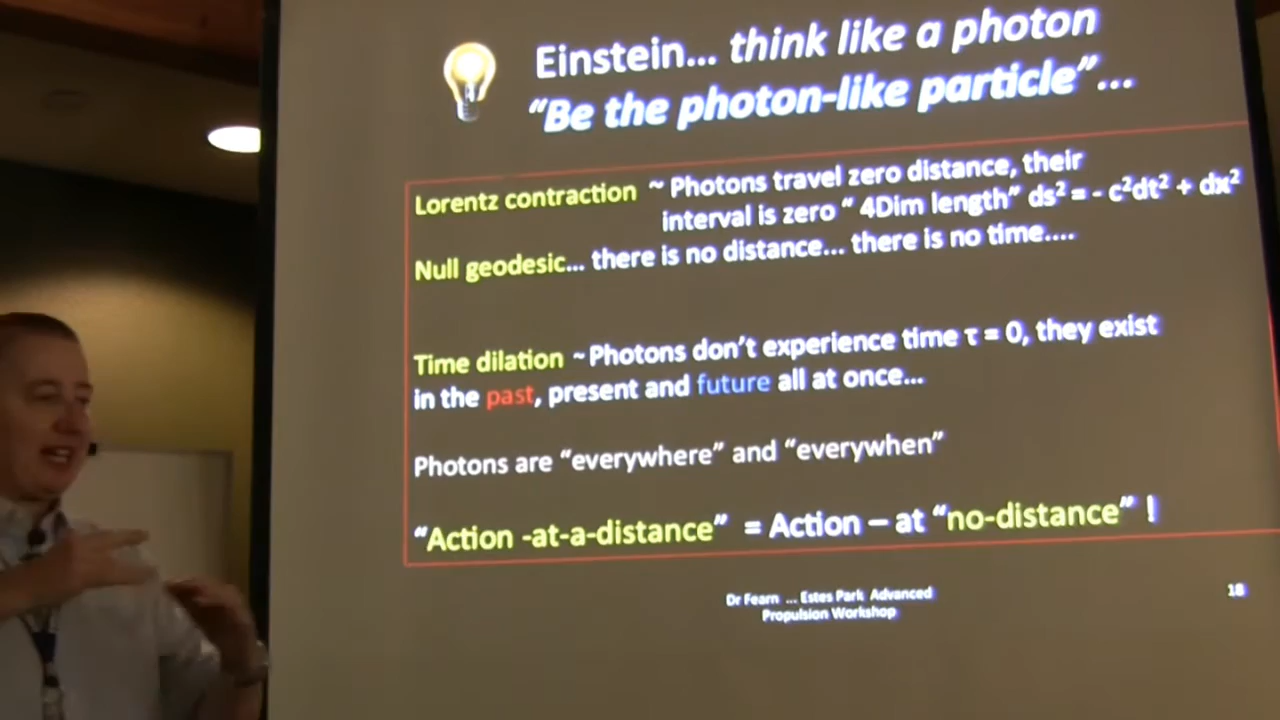 Einstein... think like a photon
“Be the photon-like particle”...
Lorentz contraction ~ Photons travel zero distance, their
interval is zero “ 4Dim length” ds² = - c²dt² + dx²
Null geodesic... there is no distance... there is no time....
Time dilation ~ Photons don’t experience time τ = 0, they exist
in the past, present and future all at once...
Photons are “everywhere” and “everywhen”
“Action -at-a-distance” = Action – at “no-distance” !
Dr Fearn ... Estes Park Advanced
Propulsion Workshop
18